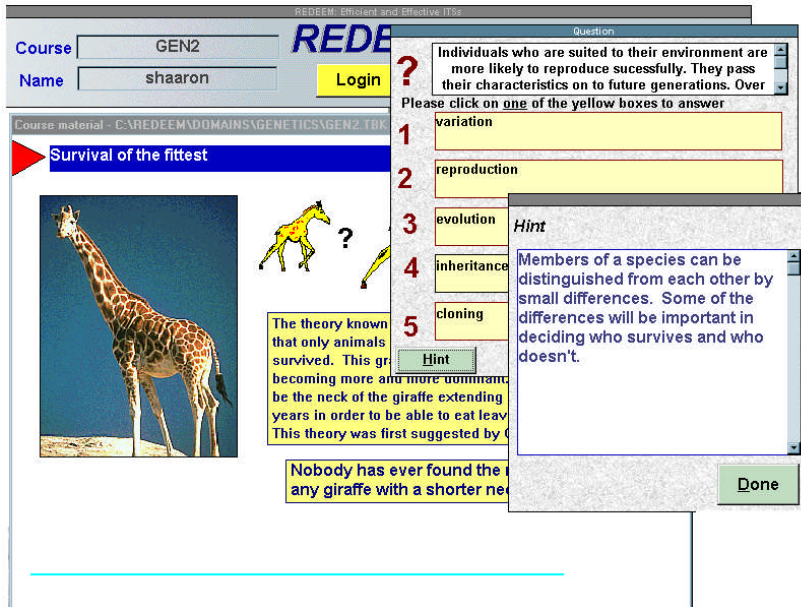 REDEEM: Efficient and Effective ITSs
Course
GEN2
Name
shaaron
Login
Course material - C:\REDEEM\DOMAINS\GENETICS\GEN2.TBK
Survival of the fittest
?
The theory known
that only animals
survived. This
becoming more and more dominant.
be the neck of the giraffe extending
years in order to be able to eat
This theory was first suggested by
Nobody has ever found the
any giraffe with a shorter
Question
?
Individuals who are suited to their environment are
more likely to reproduce sucessfully. They pass
their characteristics on to future generations. Over
Please click on one of the yellow boxes to answer
1
variation
2
reproduction
3
evolution
4
inheritance
5
cloning
Hint
Hint
Members of a species can be
distinguished from each other by
small differences. Some of the
differences will be important in
deciding who survives and who
doesn't.
Done